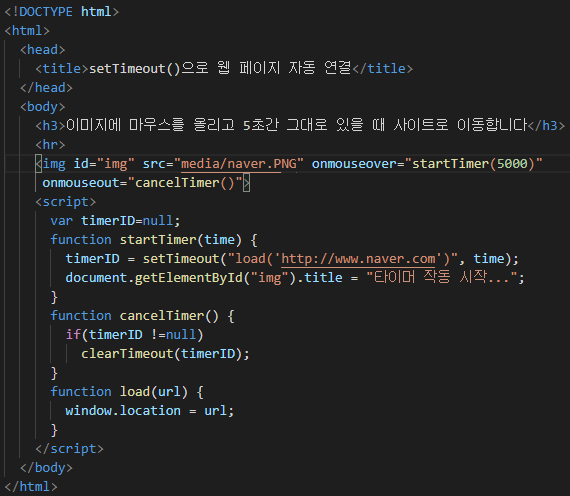 <!DOCTYPE html>
<html>
<head>
<title>setTimeout()으로 웹 페이지 자동 연결</title>
</head>
<body>
<h3>이미지에 마우스를 올리고 5초간 그대로 있을 때 사이트로 이동합니다</h3>
<hr>
<img id="img" src="media/naver.PNG" onmouseover="startTimer(5000)"
onmouseout="cancelTimer()">
<script>
var timerID=null;
function startTimer(time) {
timerID = setTimeout("load('http://www.naver.com')", time);
document.getElementById("img").title = "타이머 작동 시작...";
}
function cancelTimer() {
if(timerID !=null)
clearTimeout(timerID);
}
function load(url) {
window.location = url;
}
</script>
</body>
</html>